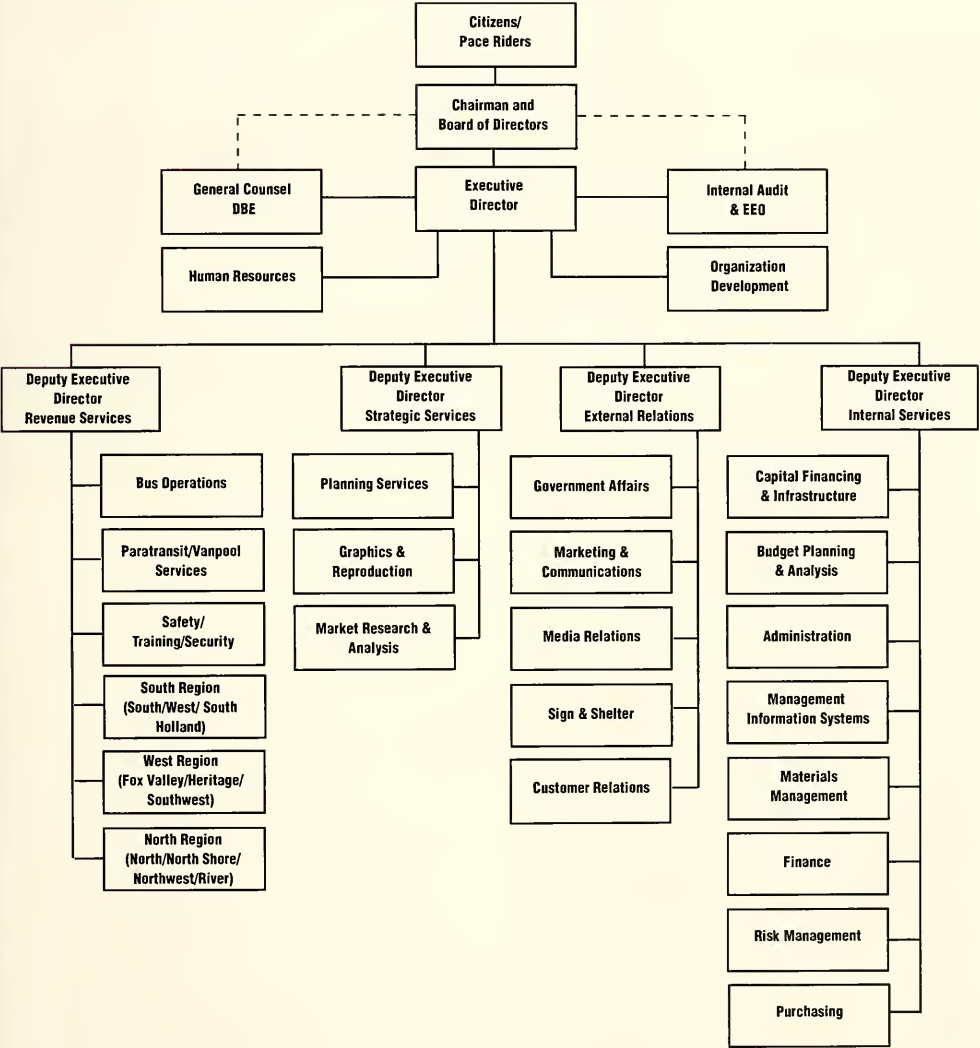 Citizens/
Pace Riders
Chairman and
Board of Directors
General Counsel
DBE
Executive
Director
Internal Audit
& EEO
Human Resources
Organization
Development
Deputy Executive
Director
Revenue Services
Deputy Executive
Director
Strategic Services
Deputy Executive
Director
External Relations
Deputy Executive
Director
Internal Services
Bus Operations
Paratransit/Vanpool
Services
Safety/
Training/Security
South Region
(South/West/ South
Holland)
West Region
(Fox Valley/Heritage/
Southwest)
North Region
(North/North Shore/
Northwest/River)
Planning Services
Graphics &
Reproduction
Market Research &
Analysis
Government Affairs
Marketing &
Communications
Media Relations
Sign & Shelter
Customer Relations
Capital Financing
& Infrastructure
Budget Planning
& Analysis
Administration
Management
Information Systems
Materials
Management
Finance
Risk Management
Purchasing